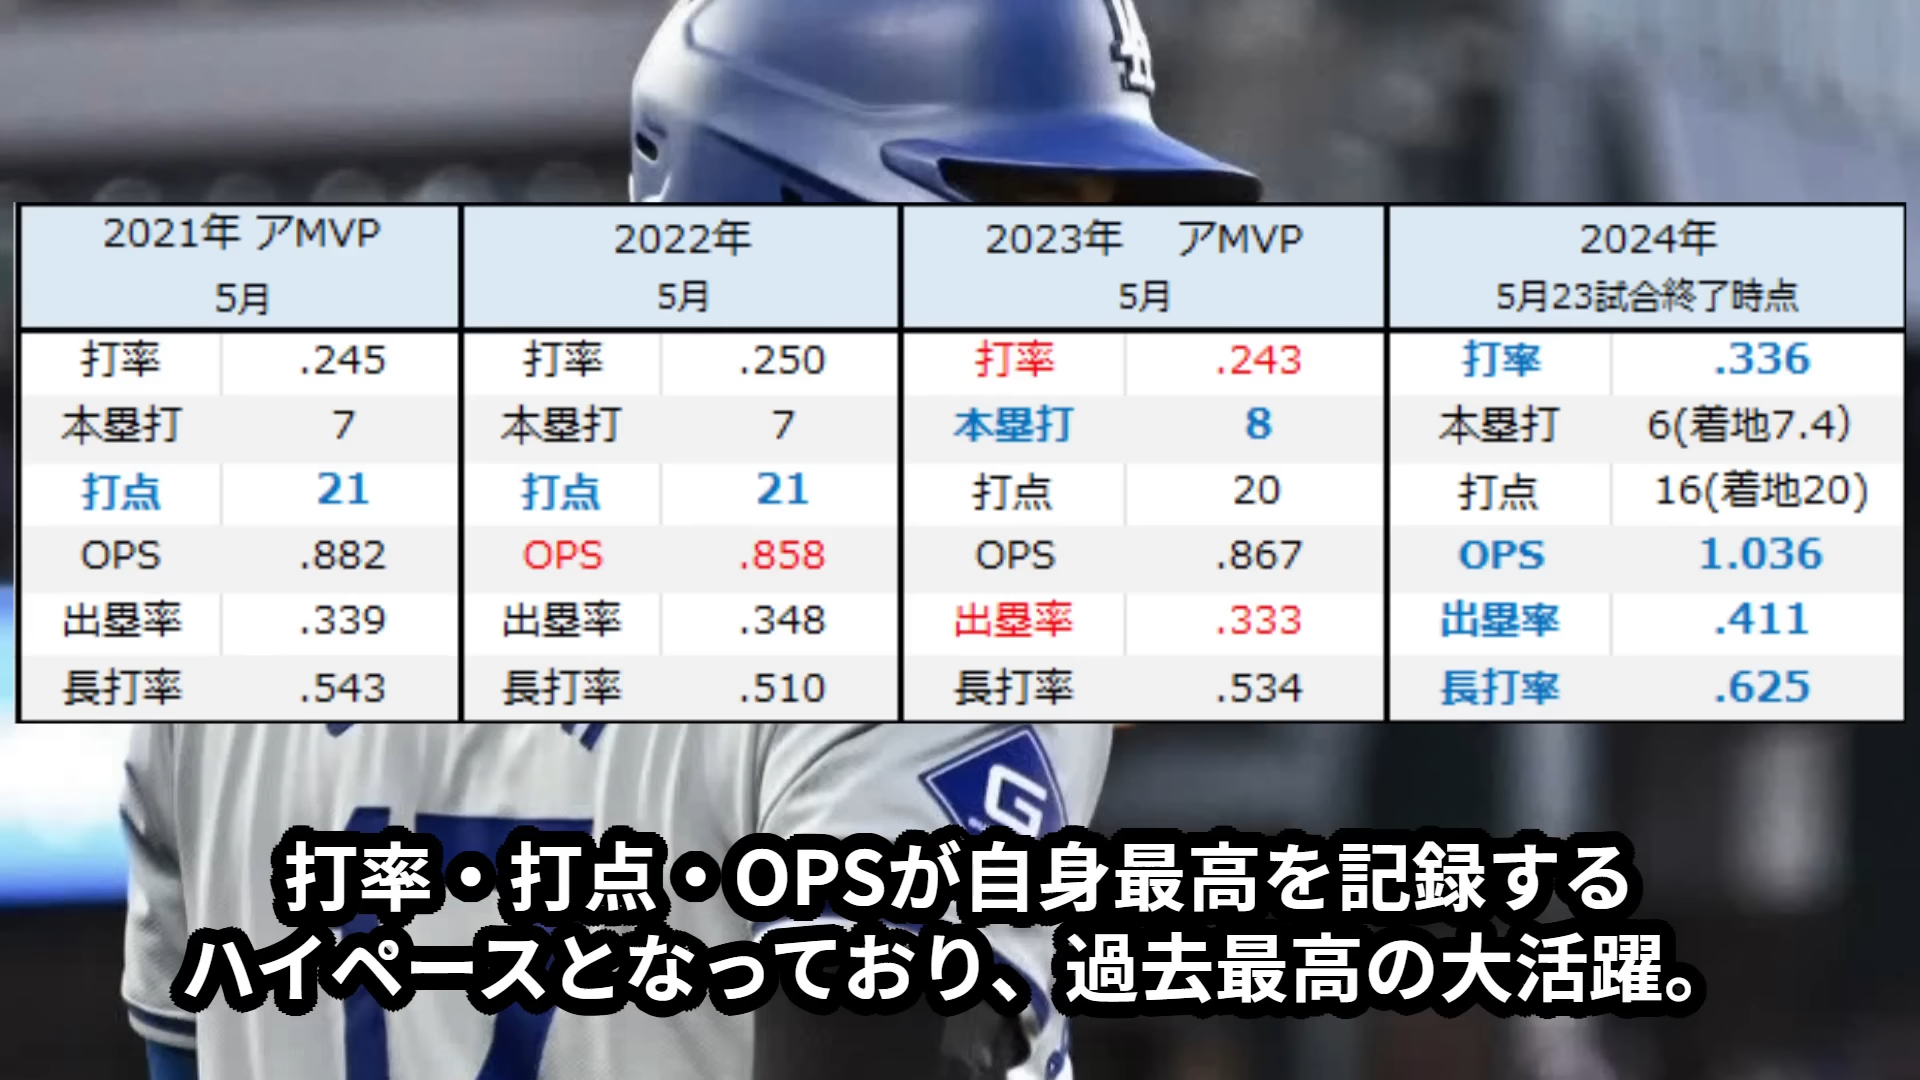 LA
2021年 アMVP
5月
2022年
5月
2023年 アMVP
5月
2024年
5月23試合終了時点
打率 .245 打率 .250 打率 .243 打率 .336
本塁打 7 本塁打 7 本塁打 8 本塁打 6(着地7.4)
打点 21 打点 21 打点 20 打点 16(着地20)
OPS .882 OPS .858 OPS .867 OPS 1.036
出塁率 .339 出塁率 .348 出塁率 .333 出塁率 .411
長打率 .543 長打率 .510 長打率 .534 長打率 .625
G
17
打率・打点・OPSが自身最高を記録する
ハイペースとなっており、過去最高の大活躍。